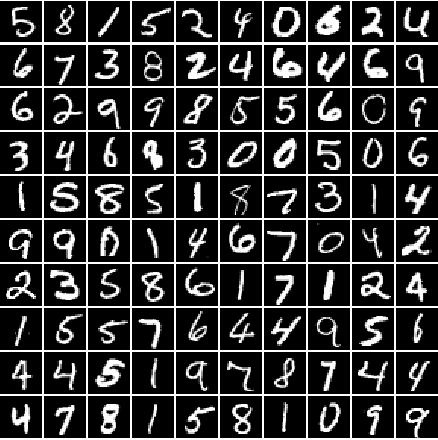 5 8 1 5 2 4 0 6 2 4
6 7 3 8 2 4 6 4 6 9
6 2 9 9 8 5 5 6 0 9
3 4 6 8 3 0 0 5 0 6
1 5 8 5 1 8 7 3 1 4
9 9 0 1 4 6 7 0 4 2
2 3 5 8 6 1 7 1 2 4
1 5 5 7 6 4 4 9 5 6
4 4 5 1 9 7 8 7 4 4
4 7 8 1 5 8 1 0 9 9